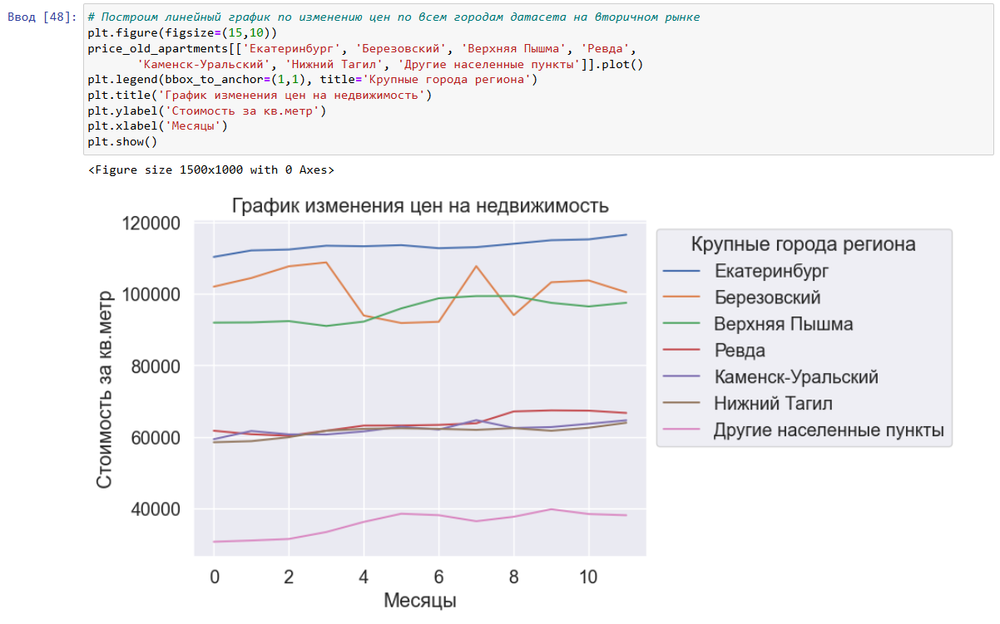 Ввод [48]:
# Построим линейный график по изменению цен по всем городам датасета на вторичном рынке
plt.figure(figsize=(15,10))
price_old_apartments[['Екатеринбург', 'Березовский', 'Верхняя Пышма', 'Ревда',
'Каменск-Уральский', 'Нижний Тагил', 'Другие населенные пункты']].plot()
plt.legend(bbox_to_anchor=(1,1), title='Крупные города региона')
plt.title('График изменения цен на недвижимость')
plt.ylabel('Стоимость за кв.метр')
plt.xlabel('Месяцы')
plt.show()
<Figure size 1500x1000 with 0 Axes>
График изменения цен на недвижимость
Стоимость за кв.метр
120000
100000
80000
60000
40000
0 2 4 6 8 10
Месяцы
Крупные города региона
Екатеринбург
Березовский
Верхняя Пышма
Ревда
Каменск-Уральский
Нижний Тагил
Другие населенные пункты